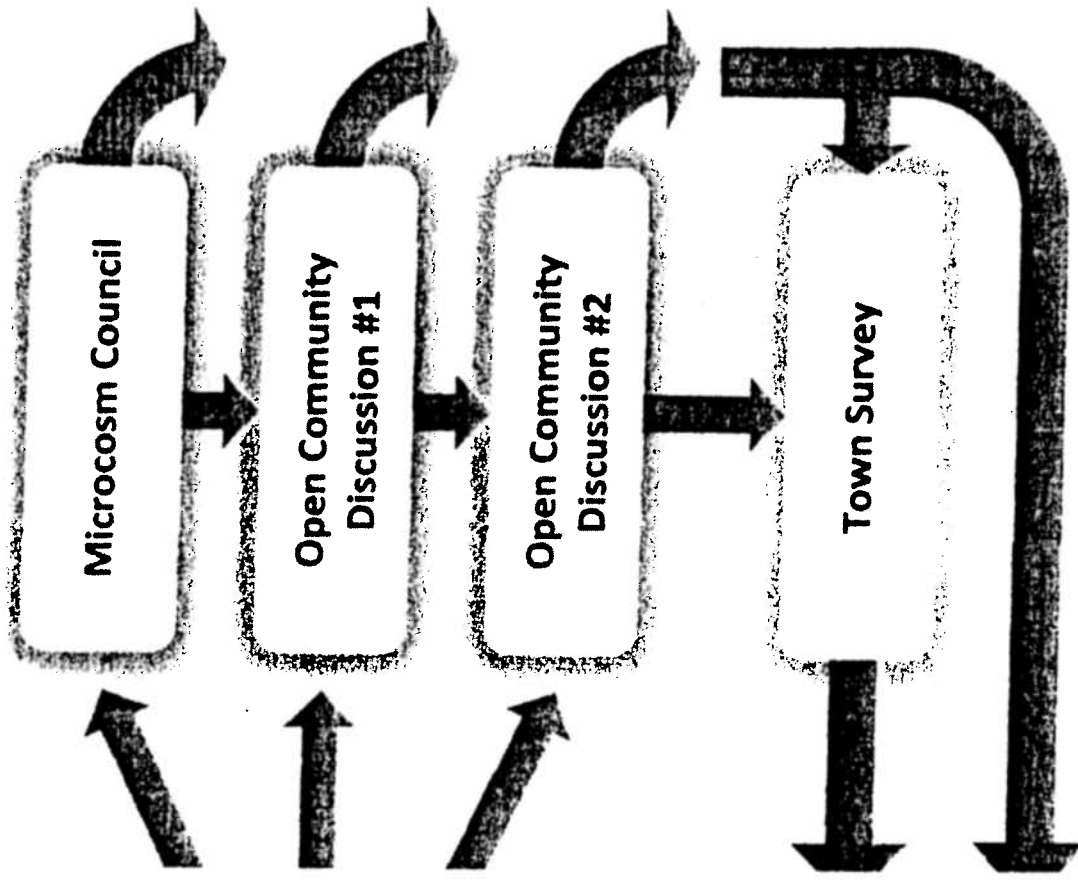 Microcosm Council
Open Community
Discussion #1
Open Community
Discussion #2
Town Survey